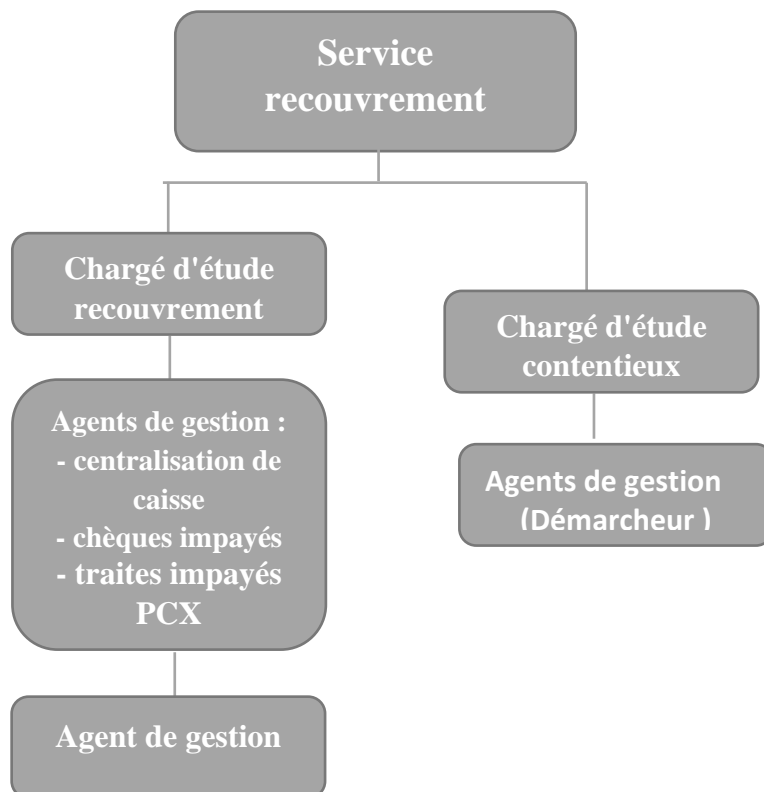 Service
recouvrement
Chargé d'étude
recouvrement
Agents de gestion :
- centralisation de
caisse
- chèques impayés
- traites impayés
PCX
Agent de gestion
Chargé d'étude
contentieux
Agents de gestion
(Démarcheur )